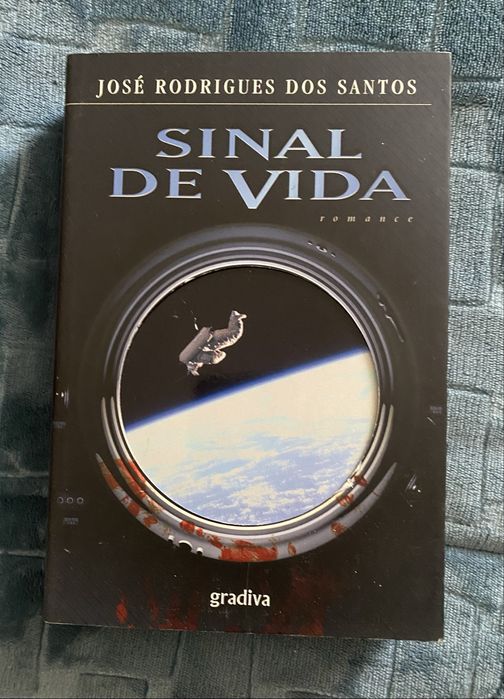 JOSÉ RODRIGUES DOS SANTOS
SINAL
DE VIDA
romance
gradiva